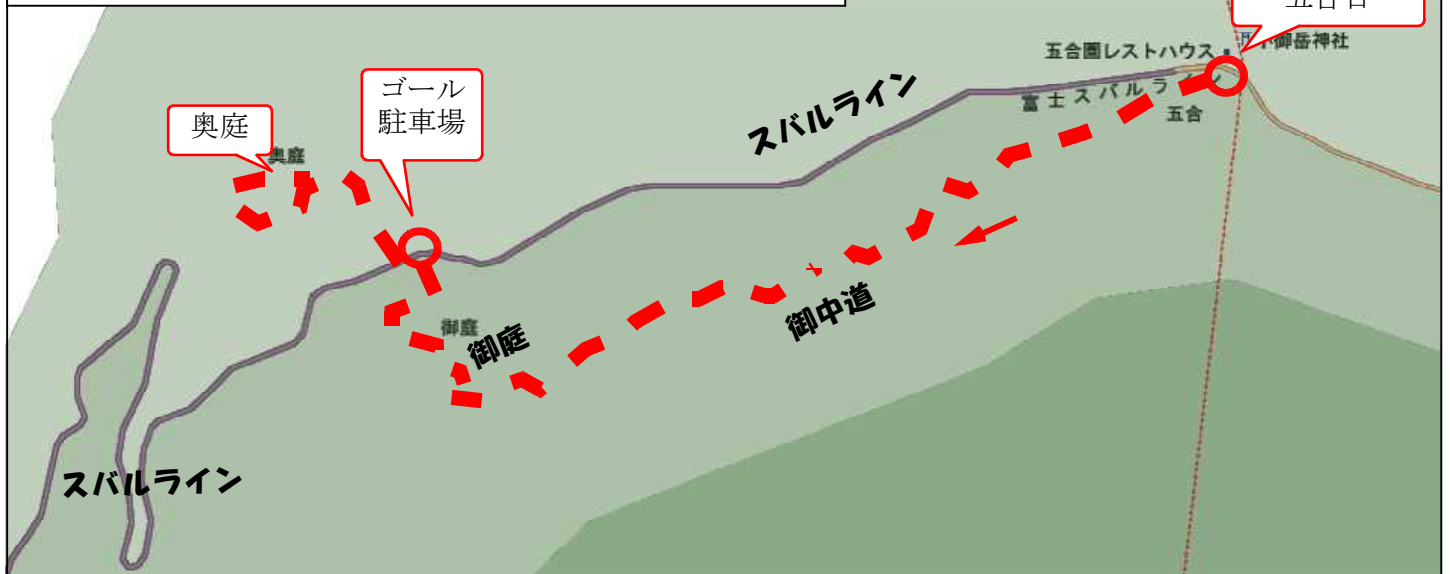 五合目
五合園レストハウス
小御岳神社
富士スバルライン
五合
スバルライン
ゴール
駐車場
奥庭
奥庭
御中道
御庭
御庭
スバルライン